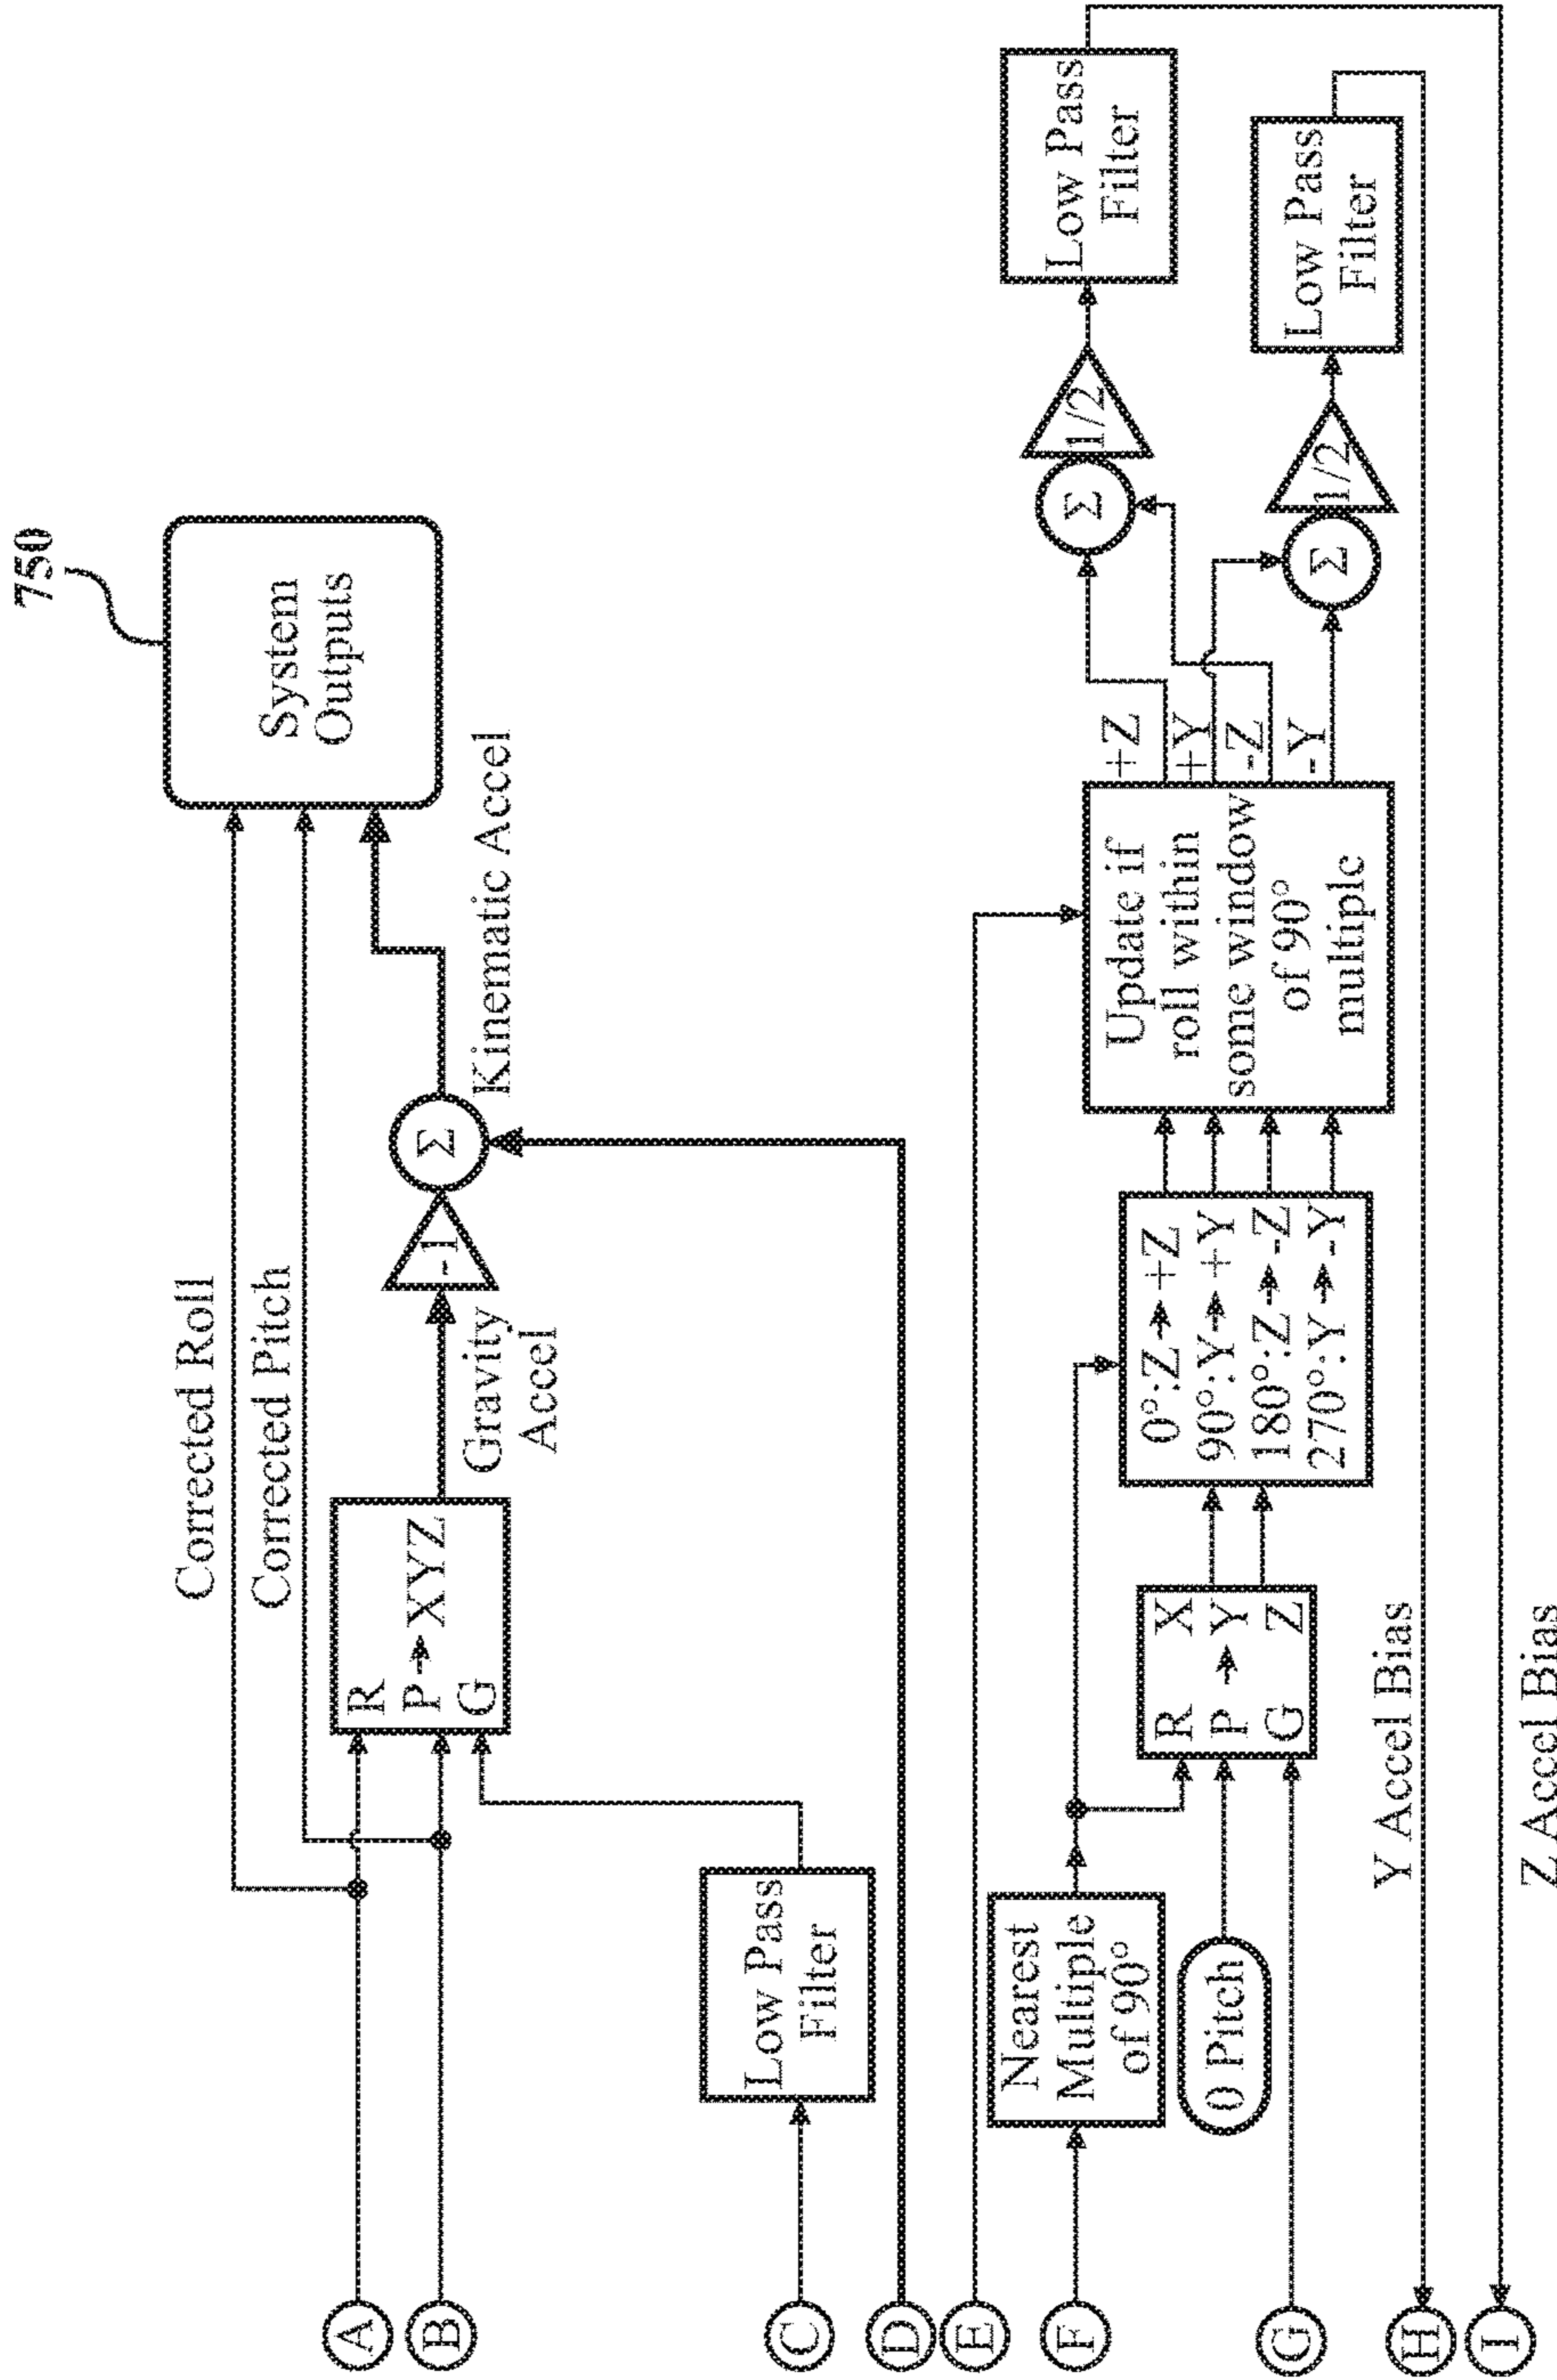 750
System
Outputs
Corrected Roll
Corrected Pitch
R
P→XYZ
G
Gravity
Accel
-1
Σ
Kinematic Accel
Low Pass
Filter
A
B
C
D
E
F
G
H
I
Nearest
Multiple
of 90°
0 Pitch
R X
P→Y
G Z
0°:Z→+Z
90°:Y→+Y
180°:Z→-Z
270°:Y→-Y
Update if
roll within
some window
of 90°
multiple
+Z
+Y
-Z
-Y
Σ
1/2
Low Pass
Filter
Σ
1/2
Low Pass
Filter
Y Accel Bias
Z Accel Bias